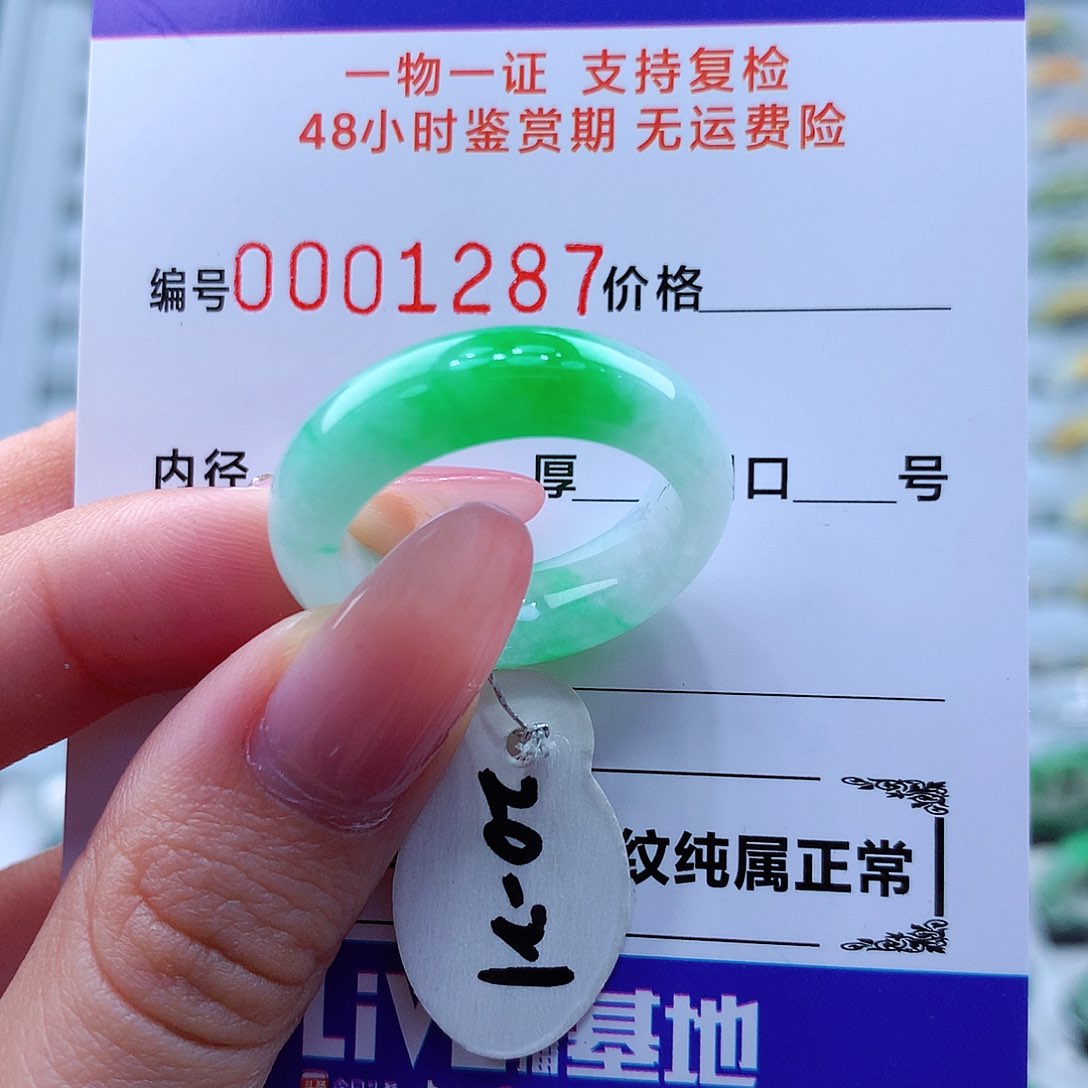 一物一证 支持复检
48小时鉴赏期 无运费险
编号0001287价格
内径 厚 口 号
纹纯属正常
LiVE 基地